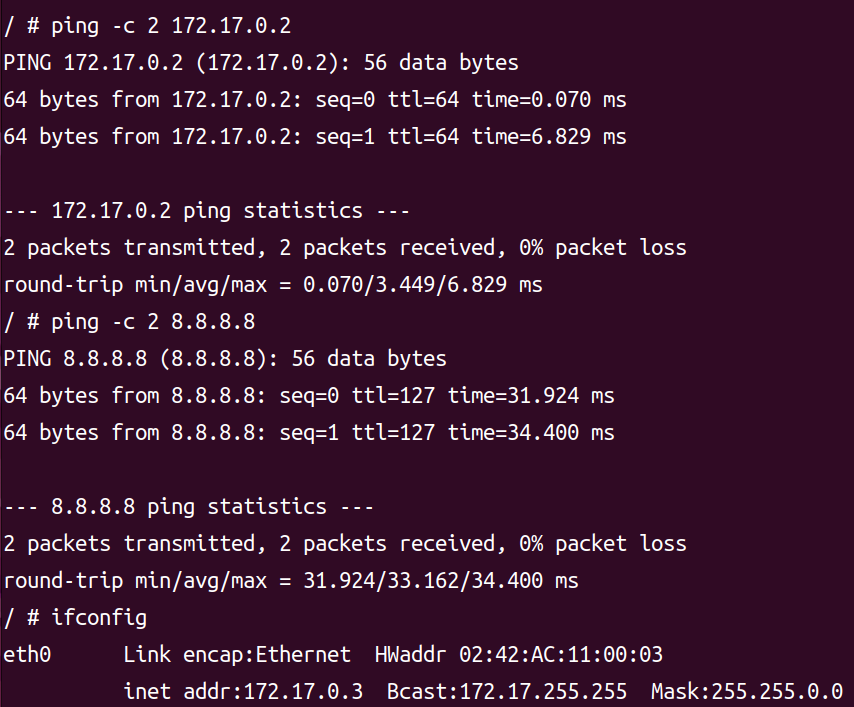 / # ping -c 2 172.17.0.2
PING 172.17.0.2 (172.17.0.2): 56 data bytes
64 bytes from 172.17.0.2: seq=0 ttl=64 time=0.070 ms
64 bytes from 172.17.0.2: seq=1 ttl=64 time=6.829 ms
--- 172.17.0.2 ping statistics ---
2 packets transmitted, 2 packets received, 0% packet loss
round-trip min/avg/max = 0.070/3.449/6.829 ms
/ # ping -c 2 8.8.8.8
PING 8.8.8.8 (8.8.8.8): 56 data bytes
64 bytes from 8.8.8.8: seq=0 ttl=127 time=31.924 ms
64 bytes from 8.8.8.8: seq=1 ttl=127 time=34.400 ms
--- 8.8.8.8 ping statistics ---
2 packets transmitted, 2 packets received, 0% packet loss
round-trip min/avg/max = 31.924/33.162/34.400 ms
/ # ifconfig
eth0      Link encap:Ethernet  HWaddr 02:42:AC:11:00:03
          inet addr:172.17.0.3  Bcast:172.17.255.255  Mask:255.255.0.0